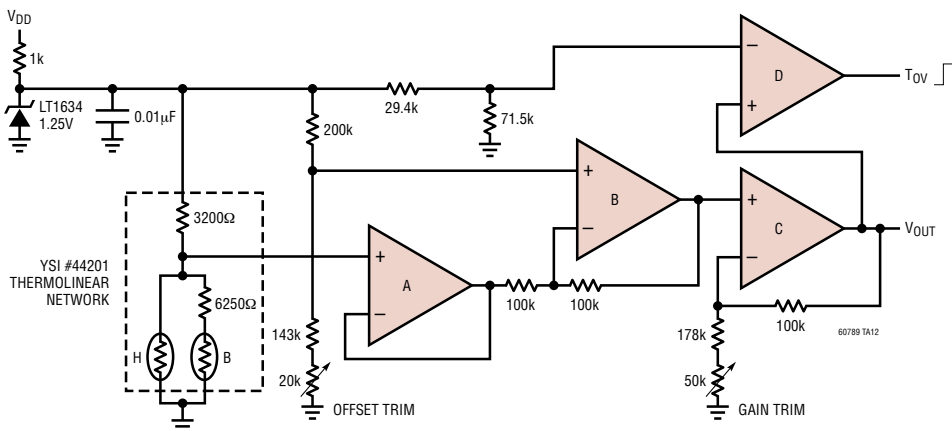 VDD
1k
LT1634
1.25V
0.01µF
29.4k
71.5k
200k
3200Ω
YSI #44201
THERMOLINEAR
NETWORK
6250Ω
H
B
143k
20k
OFFSET TRIM
+
−
A
100k
100k
+
−
B
+
−
C
−
+
D
TOV
VOUT
100k
178k
50k
GAIN TRIM
60789 TA12